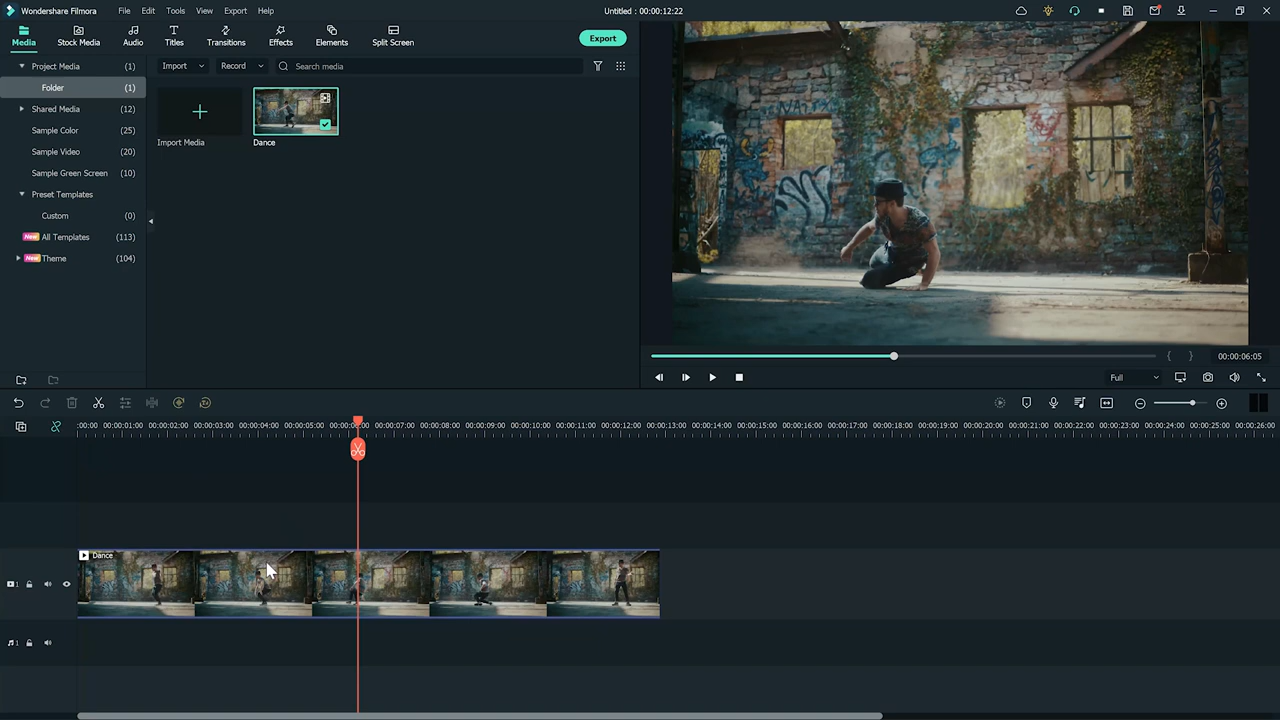 Wondershare Filmora File Edit Tools View Export Help Untitled : 00:00:12:22
Media Stock Media Audio Titles Transitions Effects Elements Split Screen Export
Project Media (1) Import Record Search media
Folder (1)
Shared Media (12)
Sample Color (25)
Sample Video (20)
Sample Green Screen (10)
Preset Templates
Custom (0)
New All Templates (113)
New Theme (104)
Import Media Dance
00:00:06:05
Full
:00:00 00:00:01:00 00:00:02:00 00:00:03:00 00:00:04:00 00:00:05:00 00:00:07:00 00:00:08:00 00:00:09:00 00:00:10:00 00:00:11:00 00:00:12:00 00:00:13:00 00:00:14:00 00:00:15:00 00:00:16:00 00:00:17:00 00:00:18:00 00:00:19:00 00:00:20:00 00:00:21:00 00:00:22:00 00:00:23:00 00:00:24:00 00:00:25:00 00:00:26:00
Dance
1
1